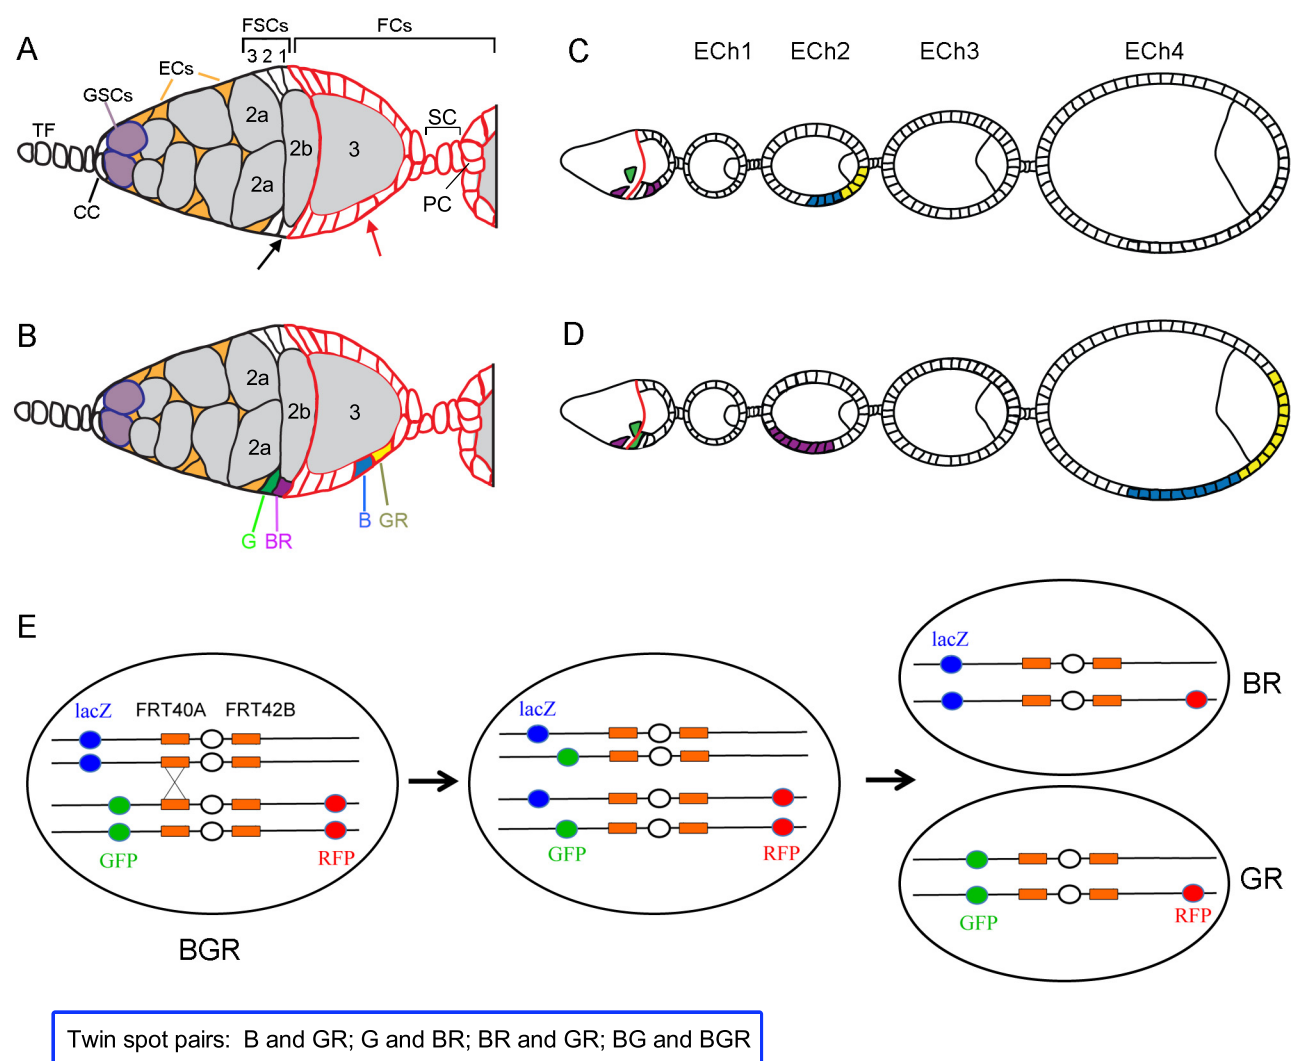 A
FSCs
FCs
3 2 1
ECs
GSCs
TF
2a
2b
3
2a
SC
PC
CC
C
ECh1
ECh2
ECh3
ECh4
B
2a
2b
3
2a
G
BR
B
GR
D
E
lacZ
FRT40A
FRT42B
GFP
RFP
BGR
lacZ
GFP
RFP
lacZ
BR
GR
GFP
RFP
Twin spot pairs: B and GR; G and BR; BR and GR; BG and BGR